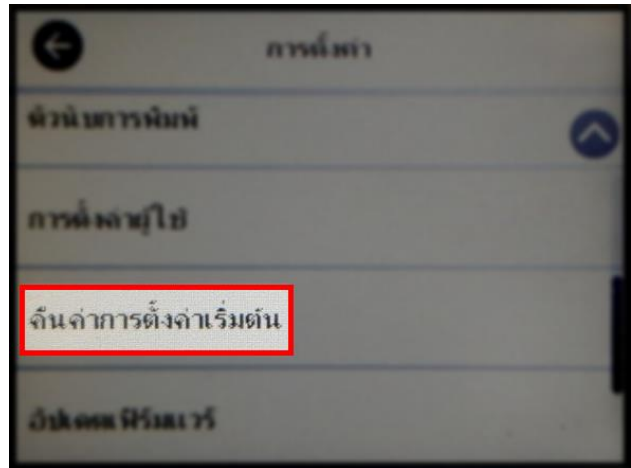 การตั้งค่า
ตัวนับการพิมพ์
การตั้งค่าผู้ใช้
คืนค่าการตั้งค่าเริ่มต้น
อัปเดตเฟิร์มแวร์